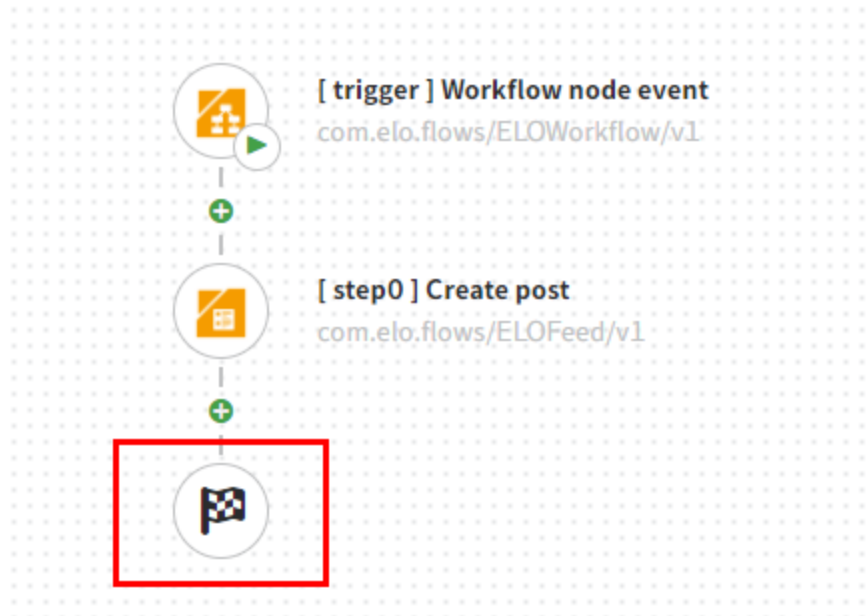 [ trigger ] Workflow node event
com.elo.flows/ELOWorkflow/v1
[ step0 ] Create post
com.elo.flows/ELOFeed/v1